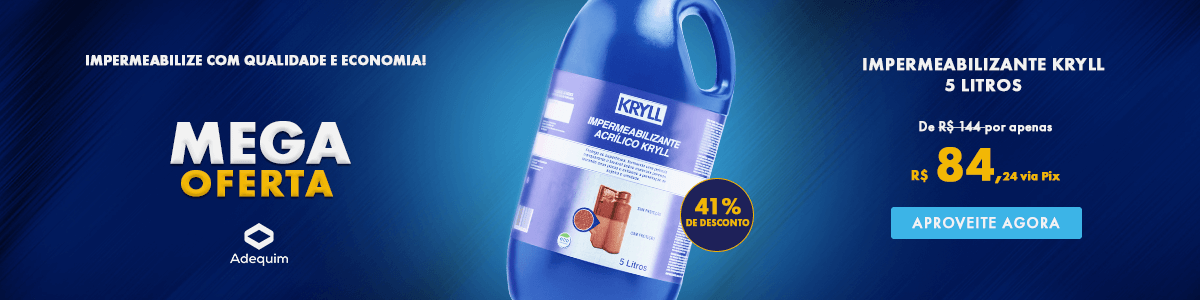 IMPERMEABILIZE COM QUALIDADE E ECONOMIA!
MEGA
OFERTA
Adequim
KRYLL
IMPERMEABILIZANTE
ACRÍLICO KRYLL
5 Litros
41%
DE DESCONTO
IMPERMEABILIZANTE KRYLL
5 LITROS
De R$ 144 por apenas
R$ 84,24 via Pix
APROVEITE AGORA